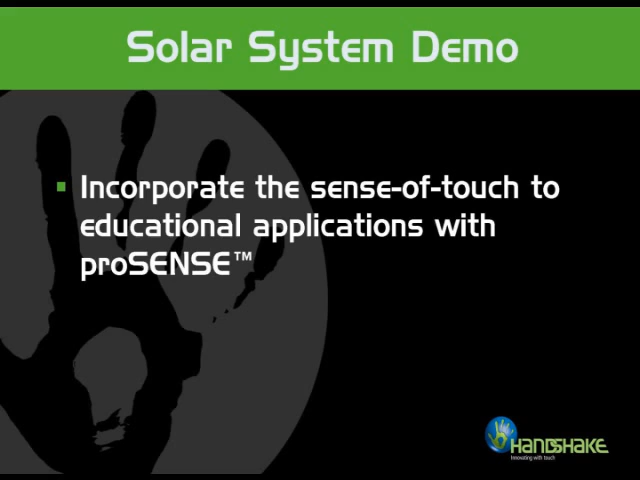 Solar System Demo
Incorporate the sense-of-touch to
educational applications with
proSENSE™
HANDSHAKE
Innovating with touch